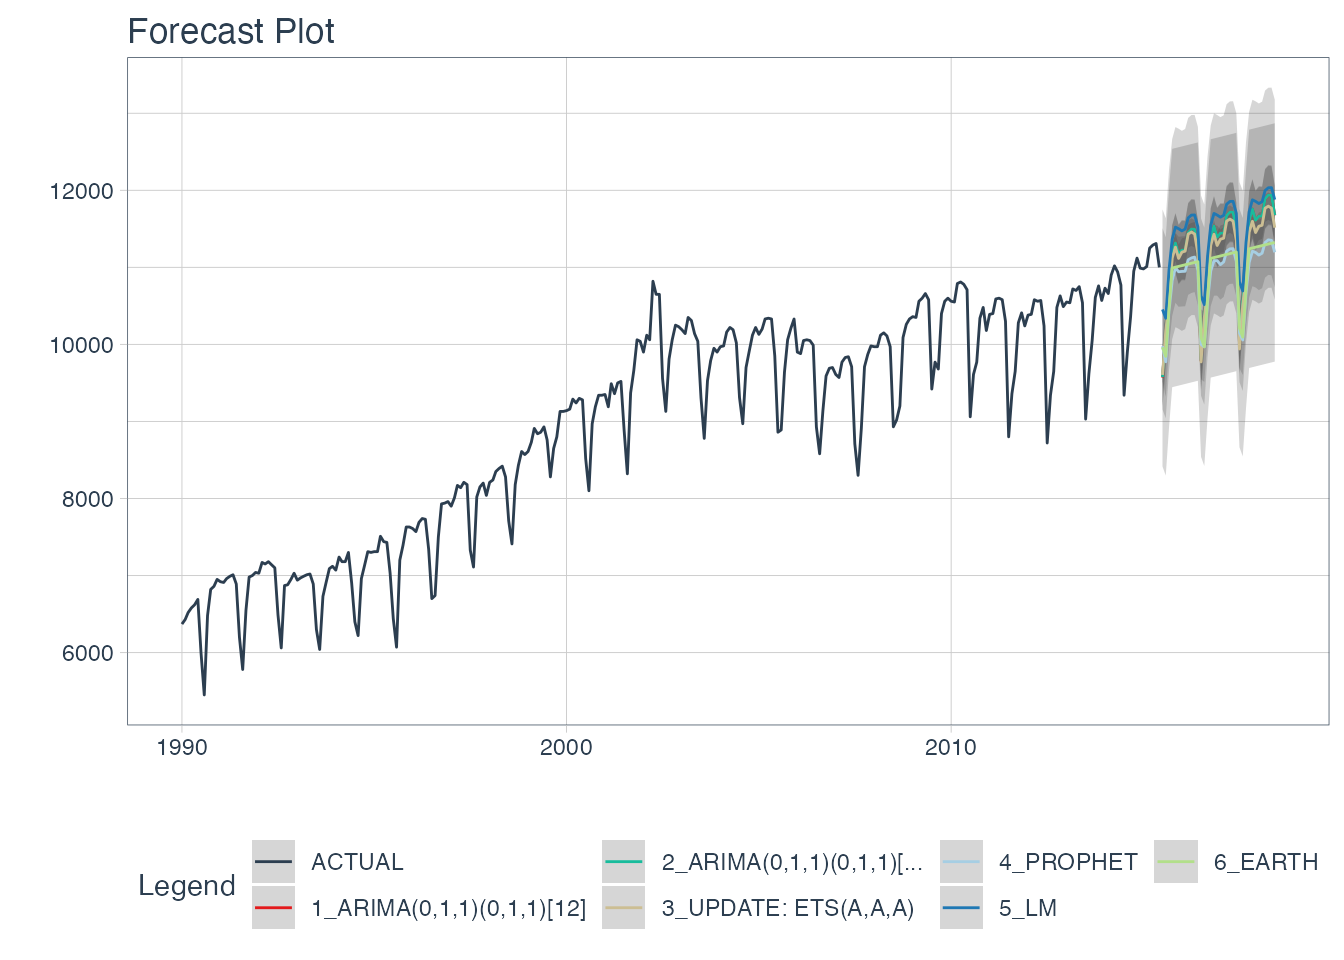 Forecast Plot
12000
10000
8000
6000
1990 2000 2010
Legend
ACTUAL 2_ARIMA(0,1,1)(0,1,1)[... 4_PROPHET 6_EARTH
1_ARIMA(0,1,1)(0,1,1)[12] 3_UPDATE: ETS(A,A,A) 5_LM